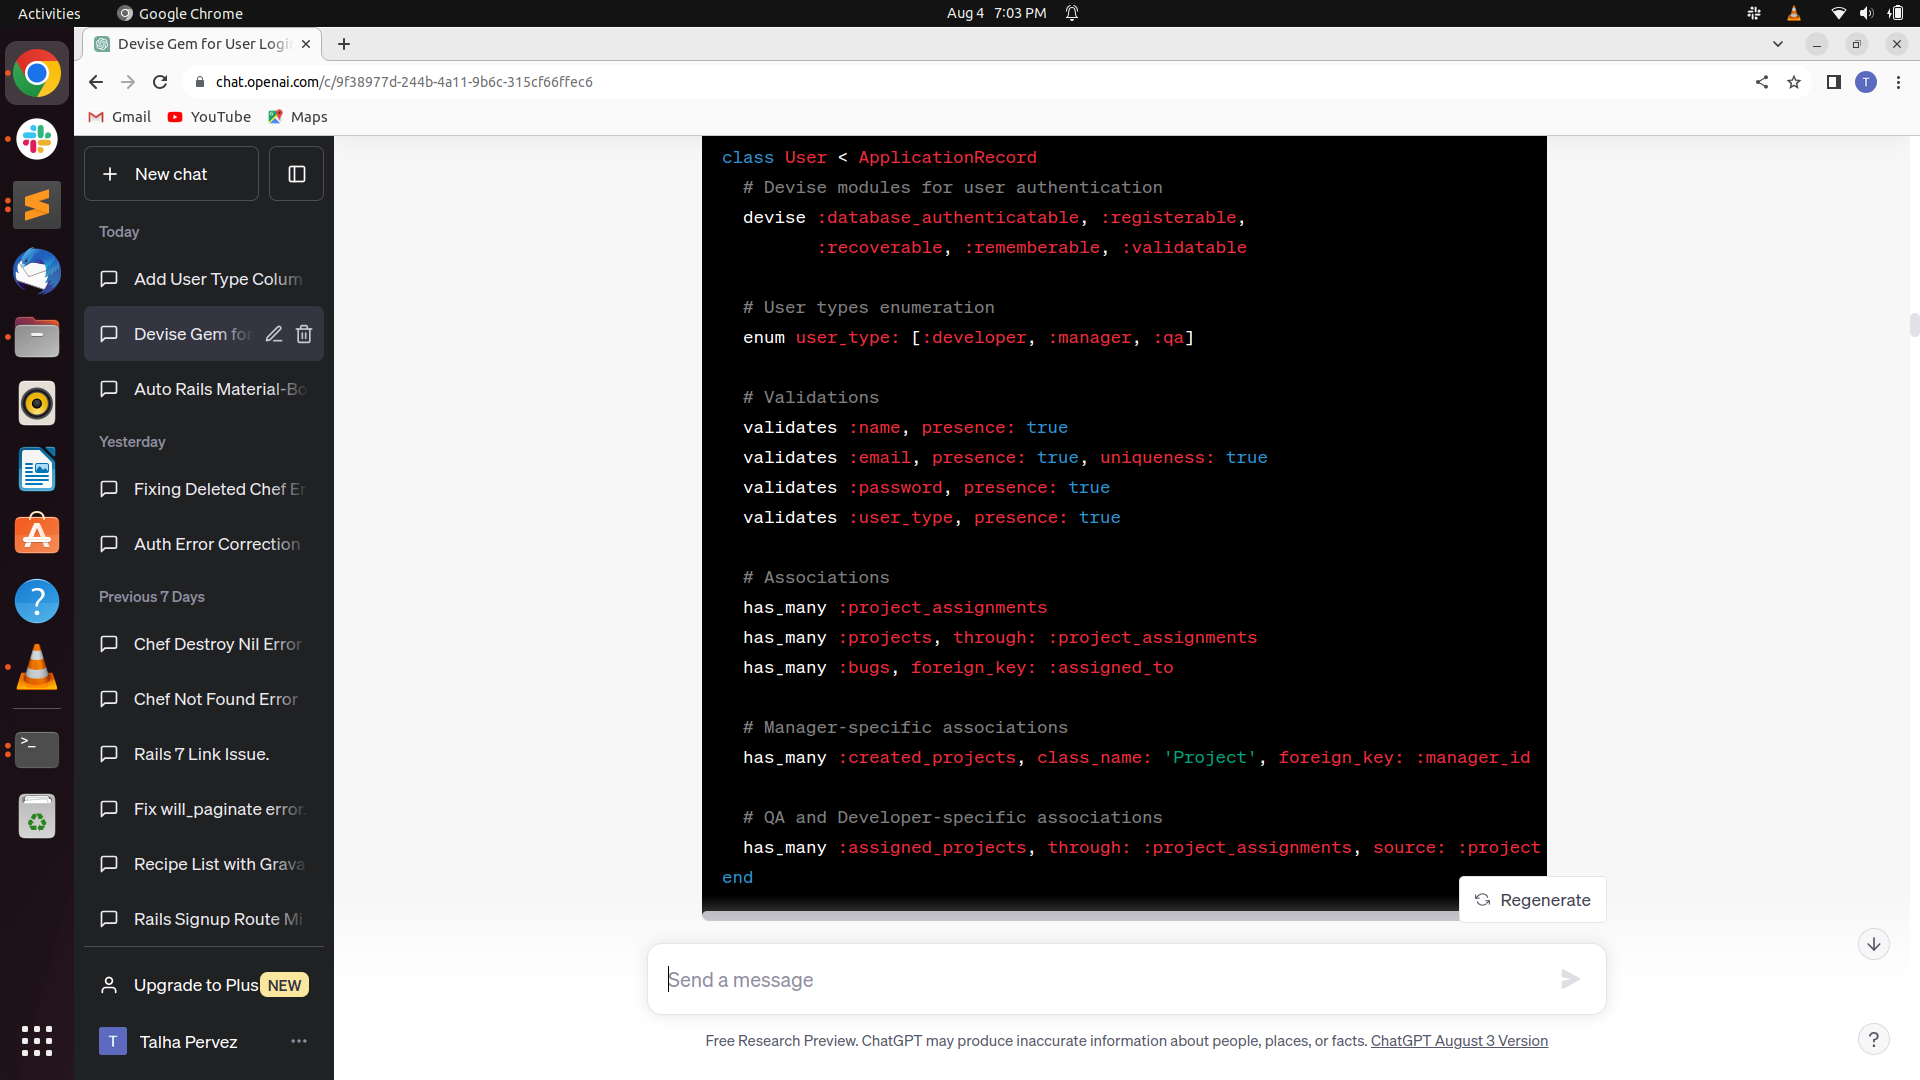 Activities
Google Chrome
Aug 4 7:03 PM
Devise Gem for User Logi
chat.openai.com/c/9f38977d-244b-4a11-9b6c-315cf66ffec6
T
Gmail
YouTube
Maps
New chat
Today
Add User Type Colum
Devise Gem for
Auto Rails Material-Bo
Yesterday
Fixing Deleted Chef Er
Auth Error Correction
Previous 7 Days
Chef Destroy Nil Error
Chef Not Found Error
Rails 7 Link Issue.
Fix will_paginate error.
Recipe List with Grava
Rails Signup Route Mi
Upgrade to Plus NEW
T Talha Pervez
class User < ApplicationRecord
# Devise modules for user authentication
devise :database_authenticatable, :registerable,
:recoverable, :rememberable, :validatable
# User types enumeration
enum user_type: [:developer, :manager, :qa]
# Validations
validates :name, presence: true
validates :email, presence: true, uniqueness: true
validates :password, presence: true
validates :user_type, presence: true
# Associations
has_many :project_assignments
has_many :projects, through: :project_assignments
has_many :bugs, foreign_key: :assigned_to
# Manager-specific associations
has_many :created_projects, class_name: 'Project', foreign_key: :manager_id
# QA and Developer-specific associations
has_many :assigned_projects, through: :project_assignments, source: :project
end
Regenerate
Send a message
Free Research Preview. ChatGPT may produce inaccurate information about people, places, or facts. ChatGPT August 3 Version
?